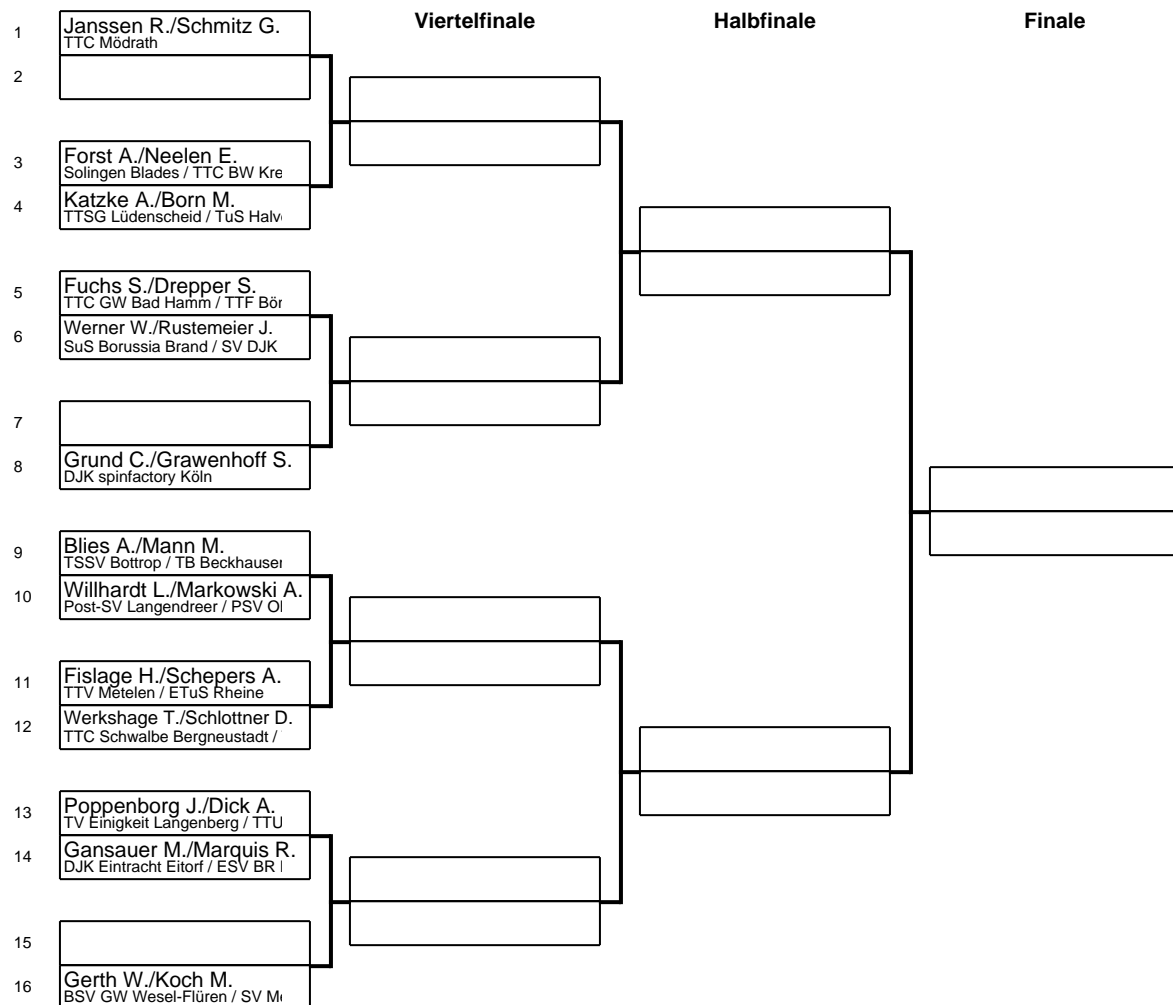 Viertelfinale
Halbfinale
Finale
1
Janssen R./Schmitz G.
TTC Mödrath
2
3
Forst A./Neelen E.
Solingen Blades / TTC BW Kre
4
Katzke A./Born M.
TTSG Lüdenscheid / TuS Halv
5
Fuchs S./Drepper S.
TTC GW Bad Hamm / TTF Bör
6
Werner W./Rustemeier J.
SuS Borussia Brand / SV DJK
7
8
Grund C./Grawenhoff S.
DJK spinfactory Köln
9
Blies A./Mann M.
TSSV Bottrop / TB Beckhausen
10
Willhardt L./Markowski A.
Post-SV Langendreer / PSV
11
Fislage H./Schepers A.
TTV Metelen / ETuS Rheine
12
Werkshage T./Schlottner D.
TTC Schwalbe Bergneustadt /
13
Poppenborg J./Dick A.
TV Einigkeit Langenberg / TTU
14
Gansauer M./Marquis R.
DJK Eintracht Eitorf / ESV BR
15
16
Gerth W./Koch M.
BSV GW Wesel-Flüren / SV